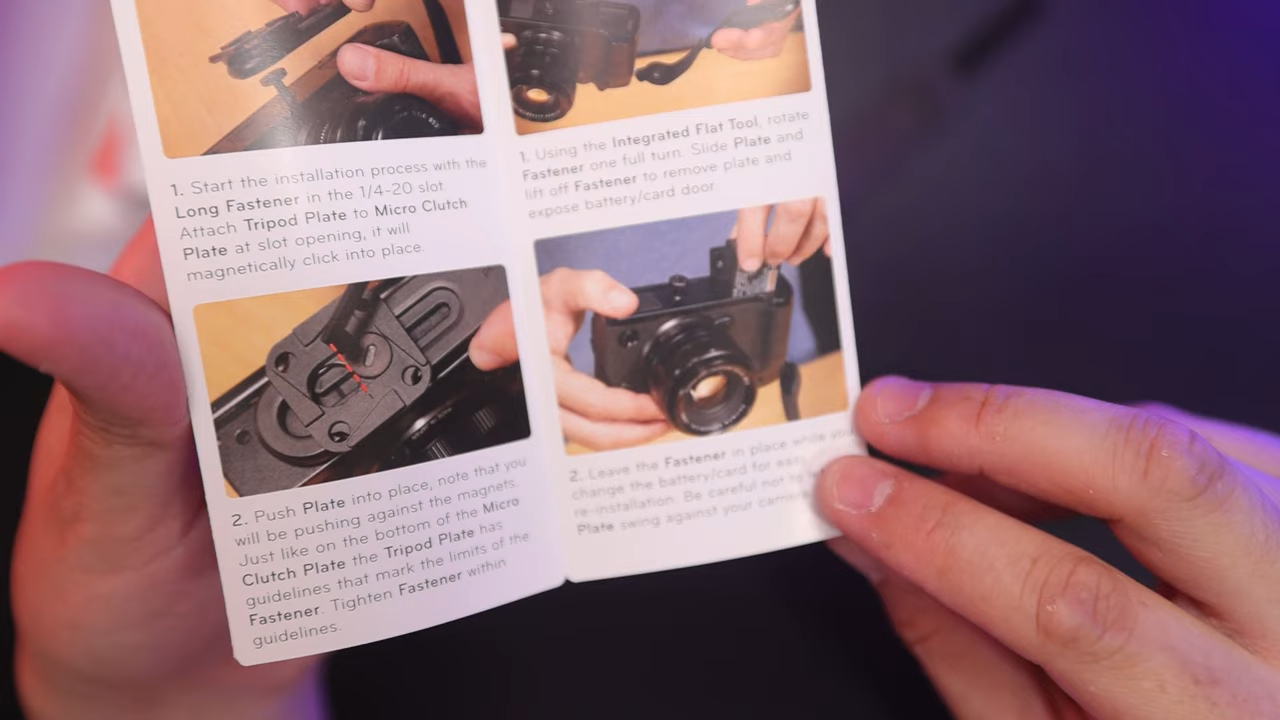 1. Start the installation process with the
Long Fastener in the 1/4-20 slot
Attach Tripod Plate to Micro Clutch
Plate at slot opening, it will
magnetically click into place.
2. Push Plate into place, note that you
will be pushing against the magnets.
Just like on the bottom of the Micro
Clutch Plate the Tripod Plate has
guidelines that mark the limits of the
Fastener. Tighten Fastener within
guidelines.
1. Using the Integrated Flat Tool, rotate
Fastener one full turn. Slide Plate and
lift off Fastener to remove plate and
expose battery/card door.
2. Leave the Fastener in place while you
change the battery/card for easy
re-installation. Be careful not to
Plate swing against your camera